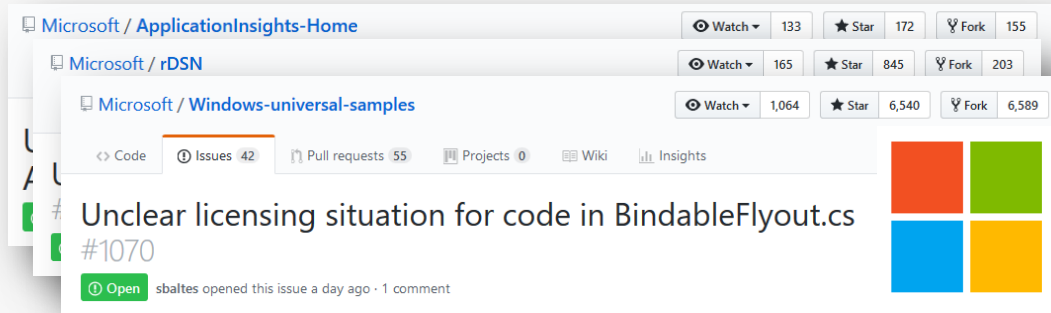 Microsoft / ApplicationInsights-Home Watch 133 Star 172 Fork 155
Microsoft / rDSN Watch 165 Star 845 Fork 203
Microsoft / Windows-universal-samples Watch 1,064 Star 6,540 Fork 6,589
Code Issues 42 Pull requests 55 Projects 0 Wiki Insights
Unclear licensing situation for code in BindableFlyout.cs
#1070
Open sbaltes opened this issue a day ago · 1 comment